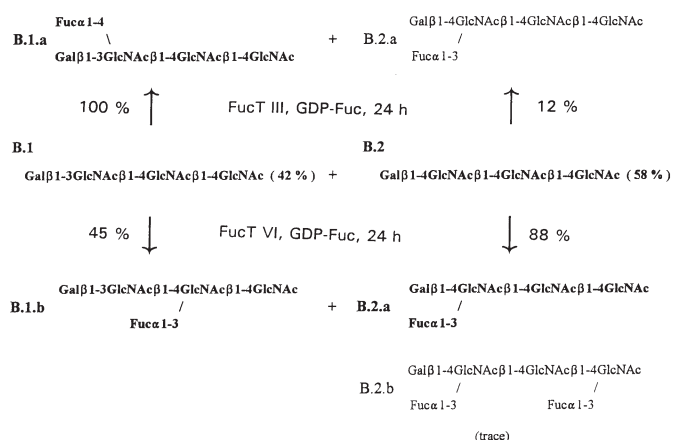 Fucα1-4 Galβ1-4GlcNAcβ1-4GlcNAcβ1-4GlcNAc
B.1.a \ + B.2.a /
Galβ1-3GlcNAcβ1-4GlcNAcβ1-4GlcNAc Fucα1-3
100 % ↑ FucT III, GDP-Fuc, 24 h ↑ 12 %
B.1 B.2
Galβ1-3GlcNAcβ1-4GlcNAcβ1-4GlcNAc (42 %) + Galβ1-4GlcNAcβ1-4GlcNAcβ1-4GlcNAc (58 %)
45 % ↓ FucT VI, GDP-Fuc, 24 h ↓ 88 %
Galβ1-3GlcNAcβ1-4GlcNAcβ1-4GlcNAc Galβ1-4GlcNAcβ1-4GlcNAcβ1-4GlcNAc
B.1.b / + B.2.a /
Fucα1-3 Fucα1-3
Galβ1-4GlcNAcβ1-4GlcNAcβ1-4GlcNAc
B.2.b / /
Fucα1-3 Fucα1-3
(trace)